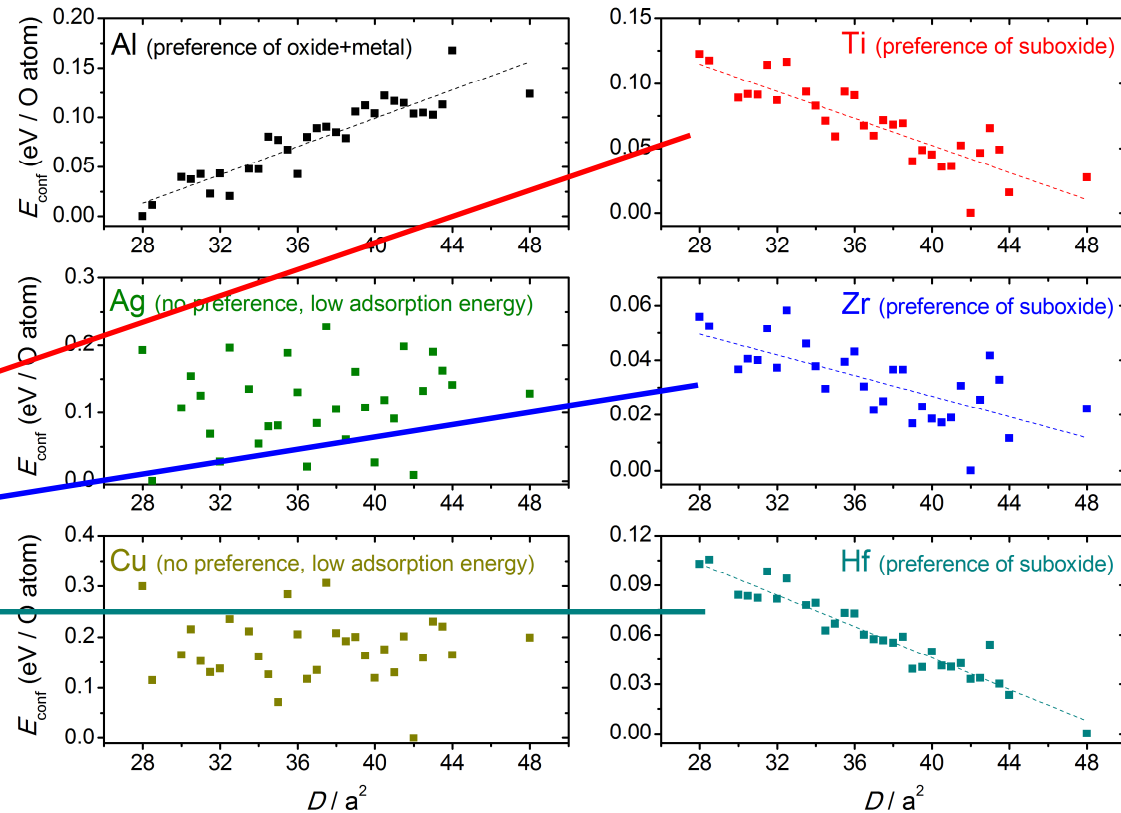 Al (preference of oxide+metal)
E_conf (eV / O atom)
0.20
0.15
0.10
0.05
0.00
28 32 36 40 44 48
Ti (preference of suboxide)
0.15
0.10
0.05
0.00
28 32 36 40 44 48
Ag (no preference, low adsorption energy)
E_conf (eV / O atom)
0.3
0.2
0.1
0.0
28 32 36 40 44 48
Zr (preference of suboxide)
0.06
0.04
0.02
0.00
28 32 36 40 44 48
Cu (no preference, low adsorption energy)
E_conf (eV / O atom)
0.4
0.3
0.2
0.1
0.0
28 32 36 40 44 48
D / a²
Hf (preference of suboxide)
0.12
0.09
0.06
0.03
0.00
28 32 36 40 44 48
D / a²